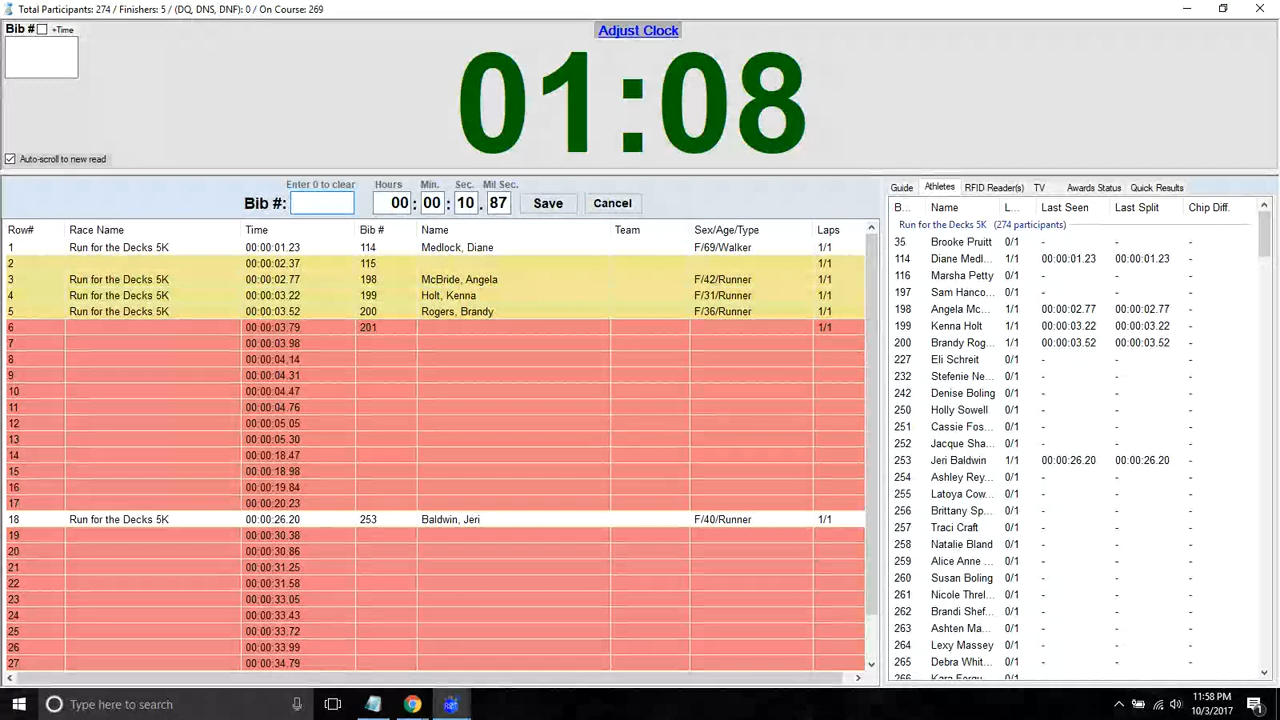 Total Participants: 274 / Finishers: 5 / (DQ, DNS, DNF): 0 / On Course: 269
Bib # +Time
Adjust Clock
01:08
Auto-scroll to new read
Enter 0 to clear Hours Min. Sec. Mil Sec.
Bib #: 00 : 00 : 10 . 87 Save Cancel
Row# Race Name Time Bib # Name Team Sex/Age/Type Laps
1 Run for the Decks 5K 00:00:01.23 114 Medlock, Diane F/69/Walker 1/1
2 00:00:02.37 115 1/1
3 Run for the Decks 5K 00:00:02.77 198 McBride, Angela F/42/Runner 1/1
4 Run for the Decks 5K 00:00:03.22 199 Holt, Kenna F/31/Runner 1/1
5 Run for the Decks 5K 00:00:03.52 200 Rogers, Brandy F/36/Runner 1/1
6 00:00:03.79 201 1/1
7 00:00:03.98
8 00:00:04.14
9 00:00:04.31
10 00:00:04.47
11 00:00:04.76
12 00:00:05.05
13 00:00:05.30
14 00:00:18.47
15 00:00:18.98
16 00:00:19.84
17 00:00:20.23
18 Run for the Decks 5K 00:00:26.20 253 Baldwin, Jeri F/40/Runner 1/1
19 00:00:30.38
20 00:00:30.86
21 00:00:31.25
22 00:00:31.58
23 00:00:33.05
24 00:00:33.43
25 00:00:33.72
26 00:00:33.99
27 00:00:34.79
Guide Athletes RFID Reader(s) TV Awards Status Quick Results
B... Name L... Last Seen Last Split Chip Diff.
Run for the Decks 5K (274 participants)
35 Brooke Pruitt 0/1 - - -
114 Diane Medl... 1/1 00:00:01.23 00:00:01.23 -
116 Marsha Petty 0/1 - - -
197 Sam Hanco... 0/1 - - -
198 Angela Mc... 1/1 00:00:02.77 00:00:02.77 -
199 Kenna Holt 1/1 00:00:03.22 00:00:03.22 -
200 Brandy Rog... 1/1 00:00:03.52 00:00:03.52 -
227 Eli Schreit 0/1 - - -
232 Stefenie Ne... 0/1 - - -
242 Denise Boling 0/1 - - -
250 Holly Sowell 0/1 - - -
251 Cassie Fos... 0/1 - - -
252 Jacque Sha... 0/1 - - -
253 Jeri Baldwin 1/1 00:00:26.20 00:00:26.20 -
254 Ashley Rey... 0/1 - - -
255 Latoya Cow... 0/1 - - -
256 Brittany Sp... 0/1 - - -
257 Traci Craft 0/1 - - -
258 Natalie Bland 0/1 - - -
259 Alice Anne ... 0/1 - - -
260 Susan Boling 0/1 - - -
261 Nicole Threl... 0/1 - - -
262 Brandi Shef... 0/1 - - -
263 Ashten Ma... 0/1 - - -
264 Lexy Massey 0/1 - - -
265 Debra Whit... 0/1 - - -
266 Kara Fergu... 0/1 - - -
Type here to search
11:58 PM
10/3/2017